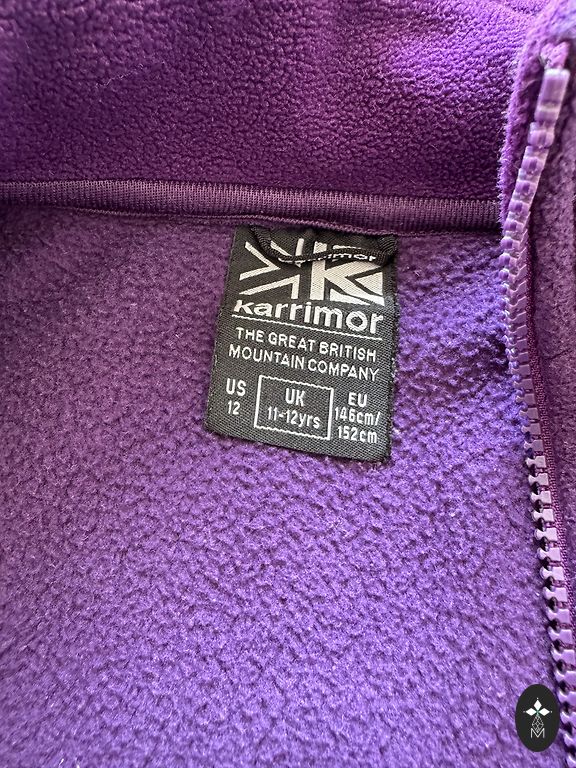 karrimor
karrimor
THE GREAT BRITISH
MOUNTAIN COMPANY
US
12
UK
11-12yrs
EU
146cm/
152cm
M